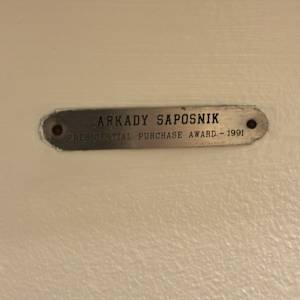 ARKADY SAPOSNIK
PRESIDENTIAL PURCHASE AWARD - 1991